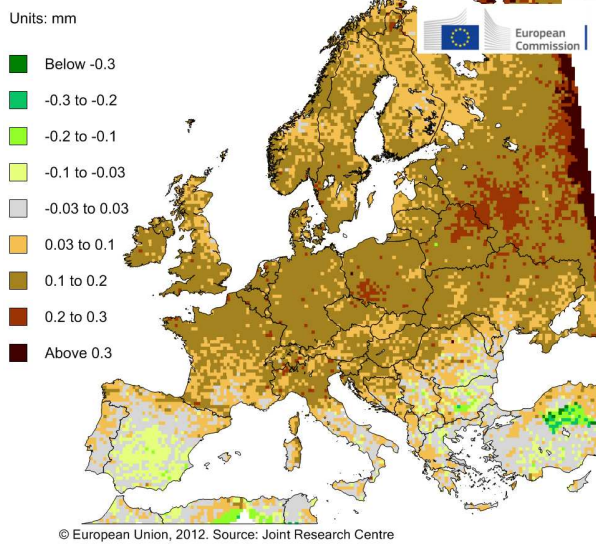 Units: mm
European
Commission
Below -0.3
-0.3 to -0.2
-0.2 to -0.1
-0.1 to -0.03
-0.03 to 0.03
0.03 to 0.1
0.1 to 0.2
0.2 to 0.3
Above 0.3
© European Union, 2012. Source: Joint Research Centre